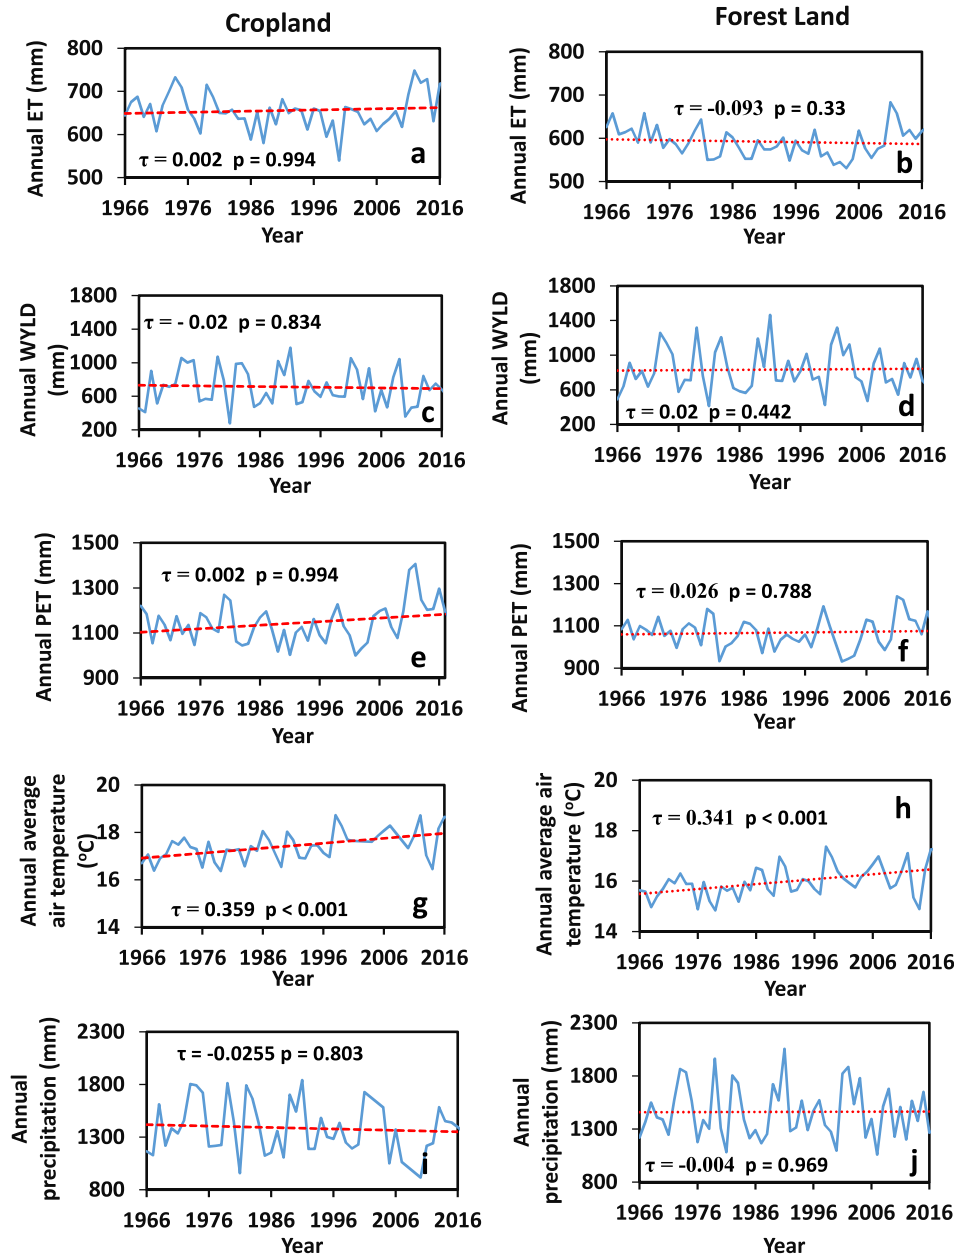 Cropland
Forest Land
Annual ET (mm)
800
700
600
500
τ = 0.002 p = 0.994
a
1966 1976 1986 1996 2006 2016
Year
Annual ET (mm)
800
700
600
500
τ = -0.093 p = 0.33
b
1966 1976 1986 1996 2006 2016
Year
Annual WYLD
(mm)
1800
1400
1000
600
200
τ = - 0.02 p = 0.834
c
1966 1976 1986 1996 2006 2016
Year
Annual WYLD
(mm)
1800
1400
1000
600
200
τ = 0.02 p = 0.442
d
1966 1976 1986 1996 2006 2016
Year
Annual PET (mm)
1500
1300
1100
900
τ = 0.002 p = 0.994
e
1966 1976 1986 1996 2006 2016
Year
Annual PET (mm)
1500
1300
1100
900
τ = 0.026 p = 0.788
f
1966 1976 1986 1996 2006 2016
Year
Annual average
air temperature
(°C)
20
18
16
14
τ = 0.359 p < 0.001
g
1966 1976 1986 1996 2006 2016
Year
Annual average air
temperature (°C)
20
18
16
14
τ = 0.341 p < 0.001
h
1966 1976 1986 1996 2006 2016
Year
Annual
precipitation (mm)
2300
1800
1300
800
τ = -0.0255 p = 0.803
i
1966 1976 1986 1996 2006 2016
Year
Annual
precipitation (mm)
2300
1800
1300
800
τ = -0.004 p = 0.969
j
1966 1976 1986 1996 2006 2016
Year